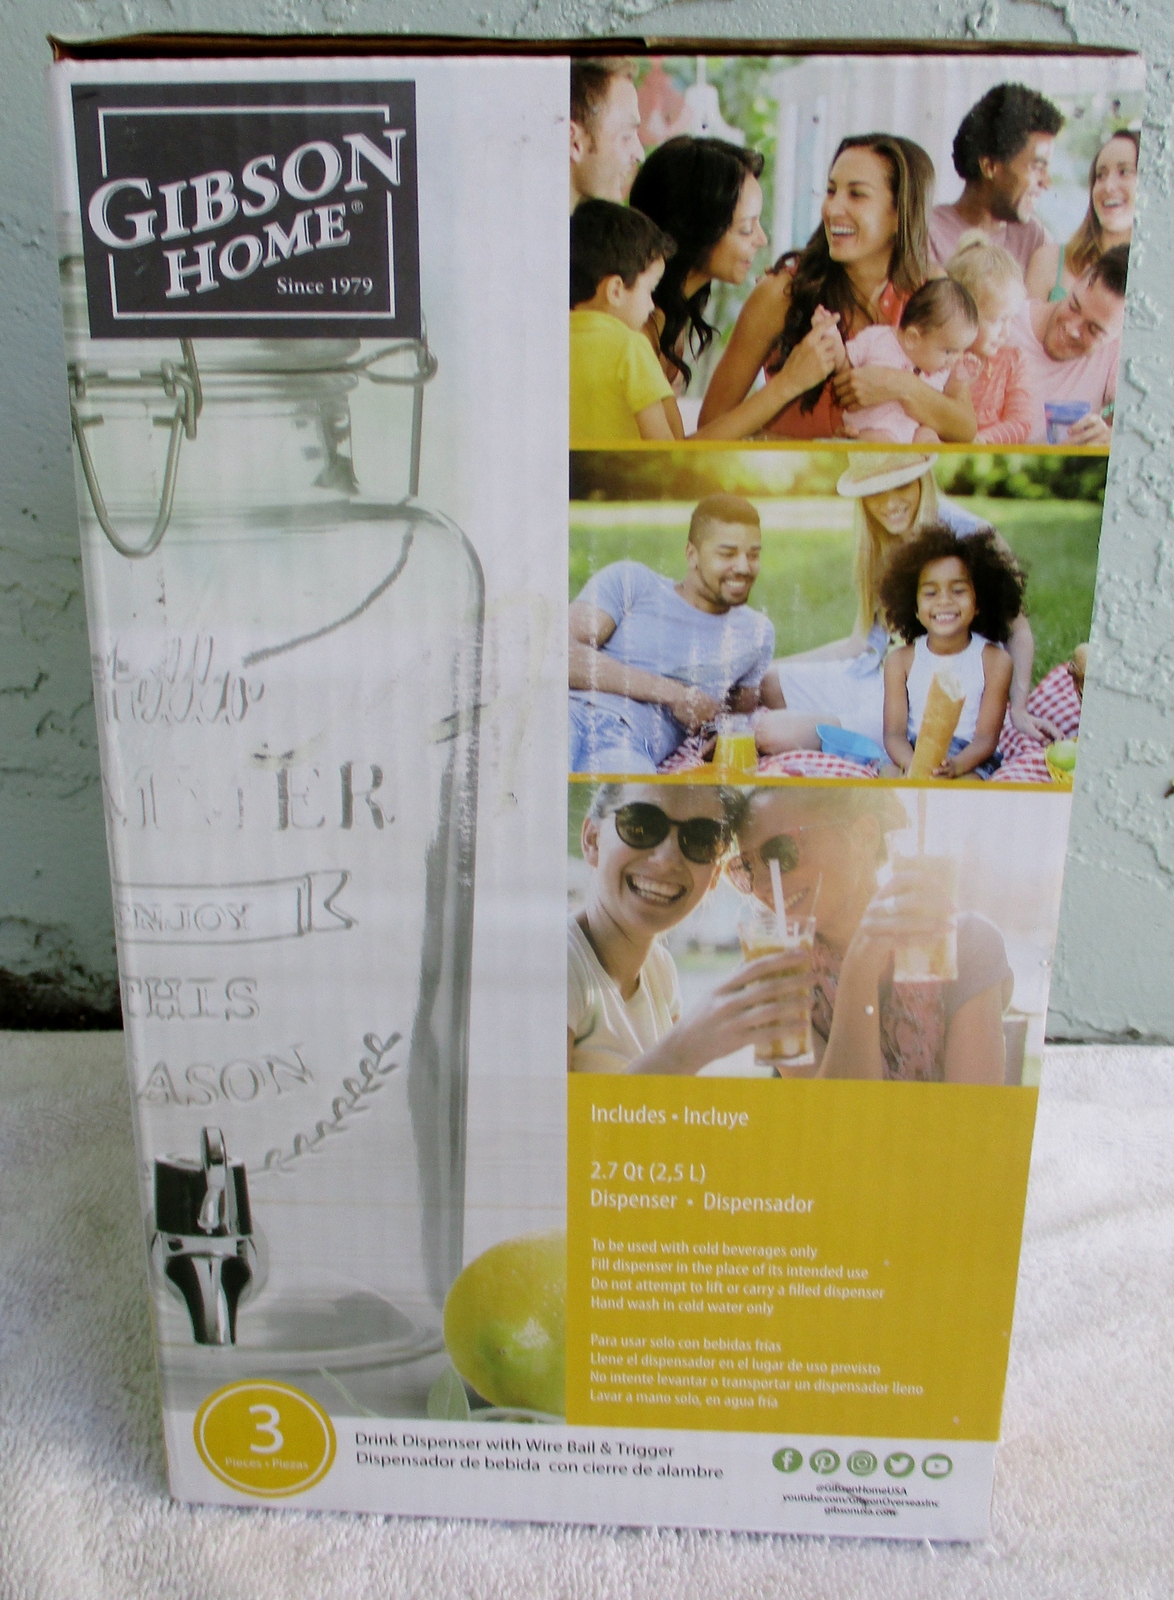 GIBSON
HOME®
Since 1979
Hello
ER
ENJOY
THIS
ASON
Includes • Incluye
2.7 Qt (2,5 L)
Dispenser • Dispensador
To be used with cold beverages only
Fill dispenser in the place of its intended use
Do not attempt to lift or carry a filled dispenser
Hand wash in cold water only
Para usar solo con bebidas frías
Llene el dispensador en el lugar de uso previsto
No intente levantar o transportar un dispensador lleno
Lavar a mano solo, en agua fría
3
Pieces • Piezas
Drink Dispenser with Wire Bail & Trigger
Dispensador de bebida con cierre de alambre
@GibsonHomeUSA
youtube.com/GibsonOverseasInc
gibsonusa.com